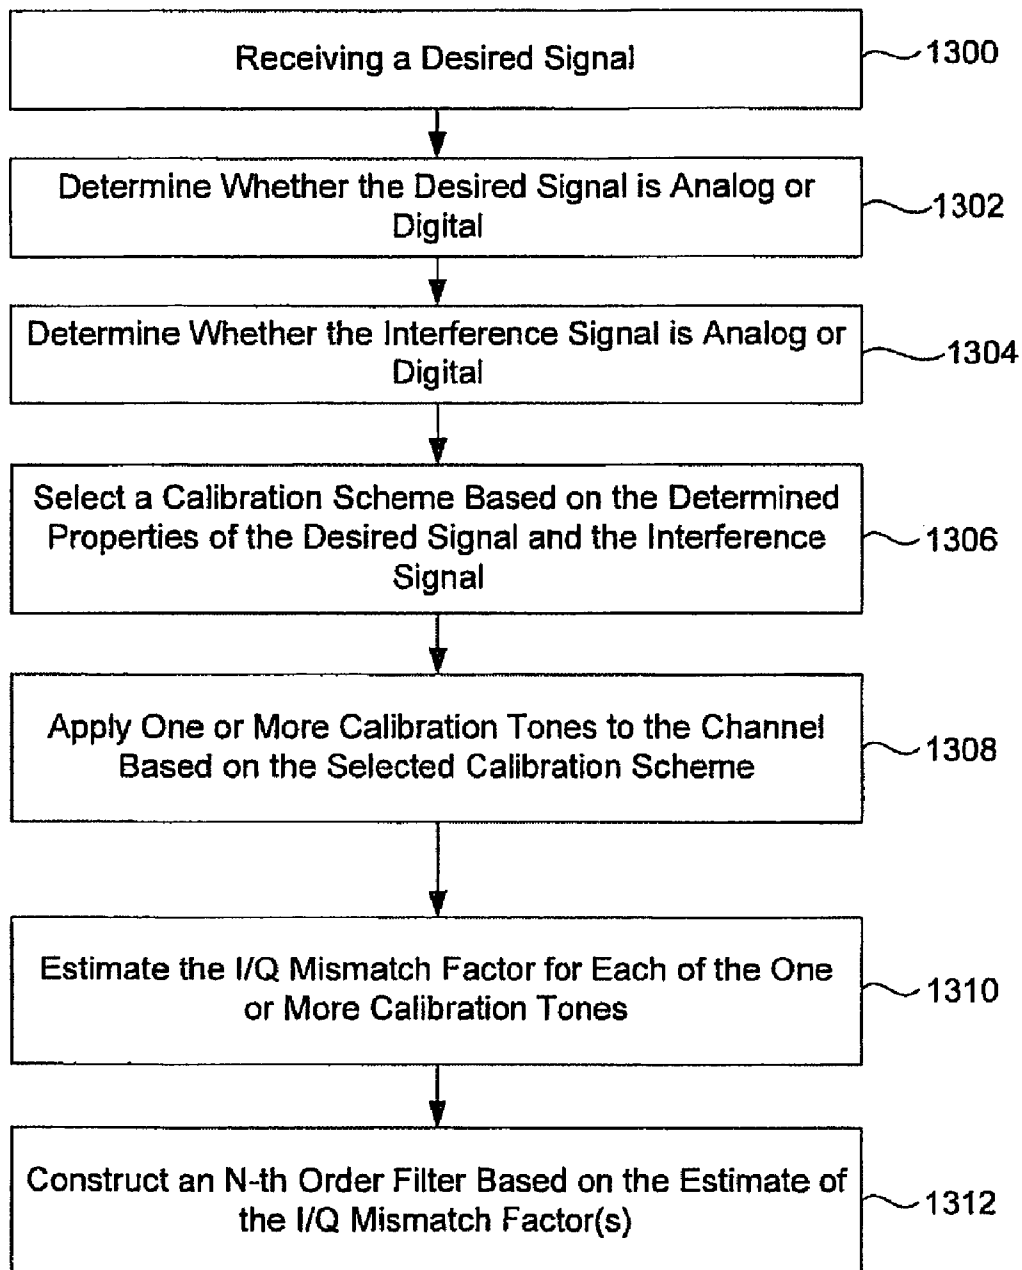 Receiving a Desired Signal
1300
Determine Whether the Desired Signal is Analog or
Digital
1302
Determine Whether the Interference Signal is Analog or
Digital
1304
Select a Calibration Scheme Based on the Determined
Properties of the Desired Signal and the Interference
Signal
1306
Apply One or More Calibration Tones to the Channel
Based on the Selected Calibration Scheme
1308
Estimate the I/Q Mismatch Factor for Each of the One
or More Calibration Tones
1310
Construct an N-th Order Filter Based on the Estimate of
the I/Q Mismatch Factor(s)
1312